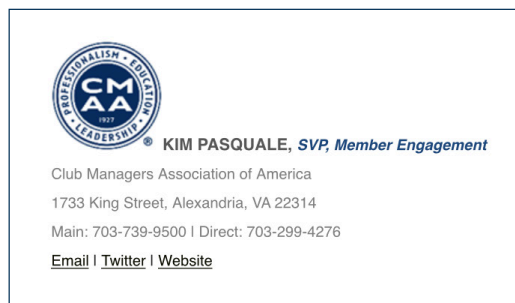 PROFESSIONALISM • EDUCATION • LEADERSHIP •
CM
AA
1927
®
KIM PASQUALE, SVP, Member Engagement
Club Managers Association of America
1733 King Street, Alexandria, VA 22314
Main: 703-739-9500 | Direct: 703-299-4276
Email | Twitter | Website